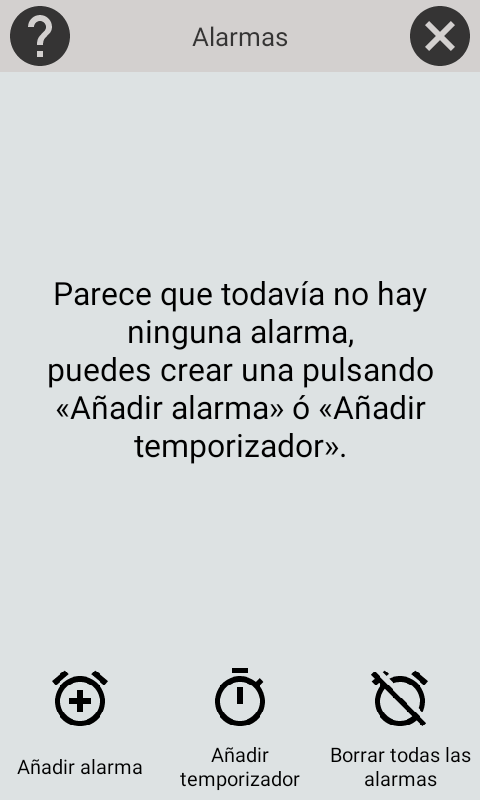 Alarmas
Parece que todavía no hay
ninguna alarma,
puedes crear una pulsando
«Añadir alarma» ó «Añadir
temporizador».
Añadir alarma
Añadir
temporizador
Borrar todas las
alarmas